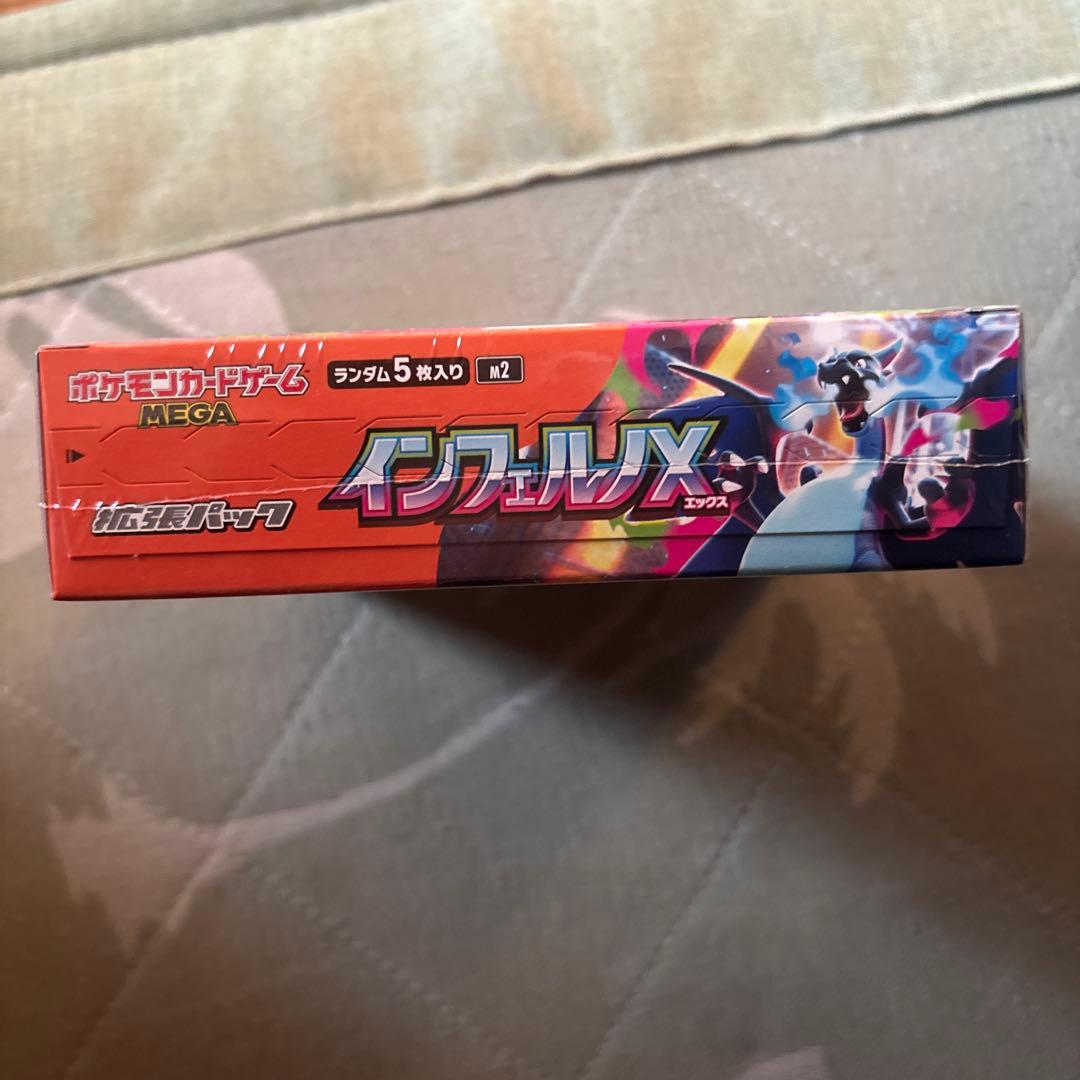 ポケモンカードゲーム
MEGA
ランダム5枚入り M2
拡張パック
インフェルノX
エックス